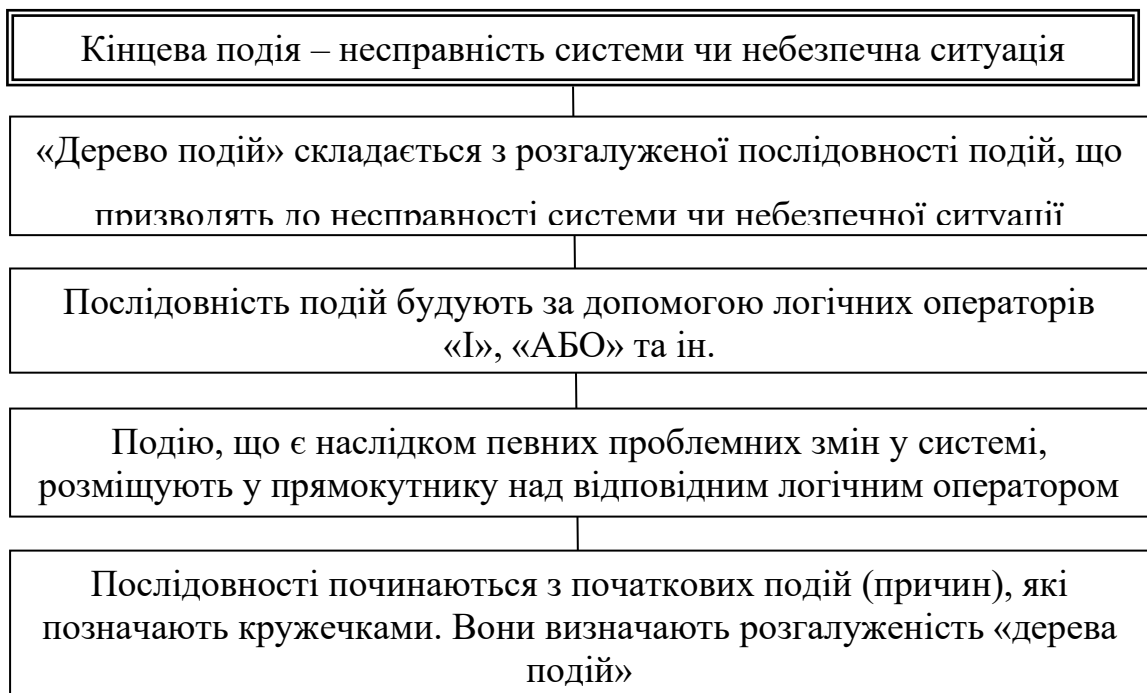 Кінцева подія – несправність системи чи небезпечна ситуація
«Дерево подій» складається з розгалуженої послідовності подій, що
призводять до несправності системи чи небезпечної ситуації
Послідовність подій будують за допомогою логічних операторів
«І», «АБО» та ін.
Подію, що є наслідком певних проблемних змін у системі,
розміщують у прямокутнику над відповідним логічним оператором
Послідовності починаються з початкових подій (причин), які
позначають кружечками. Вони визначають розгалуженість «дерева
подій»